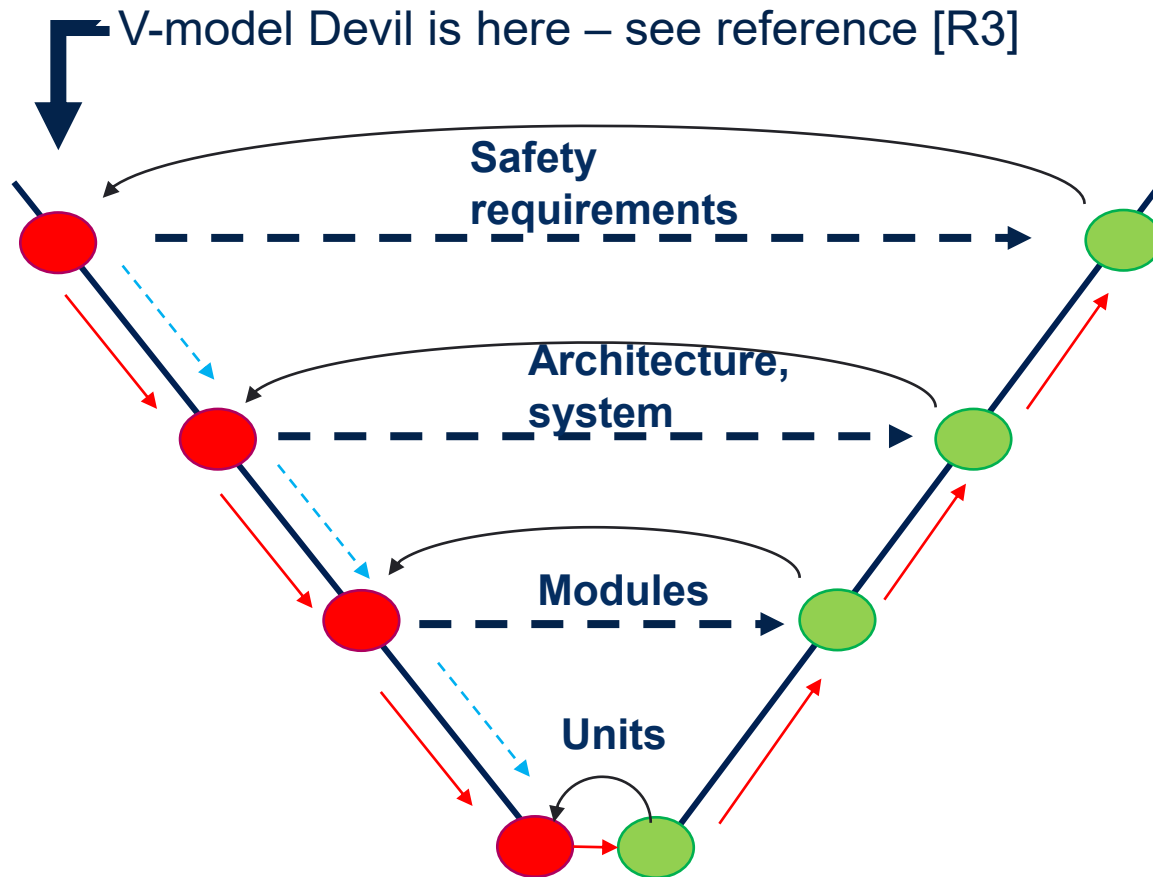 V-model Devil is here – see reference [R3]
Safety
requirements
Architecture,
system
Modules
Units